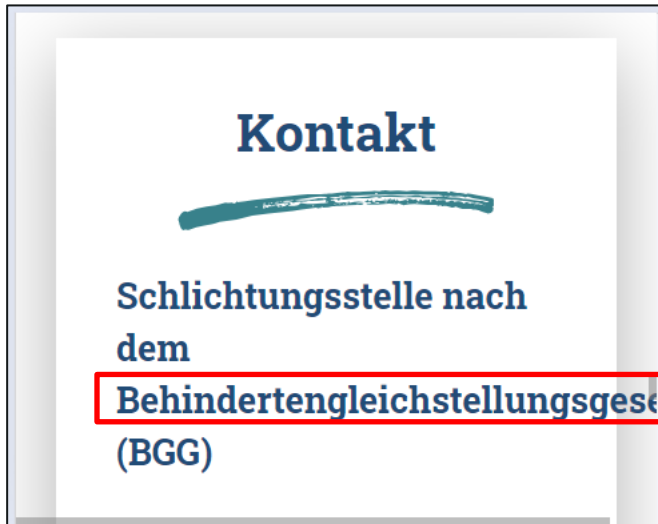 Kontakt
Schlichtungsstelle nach
dem
Behindertengleichstellungsgese
(BGG)